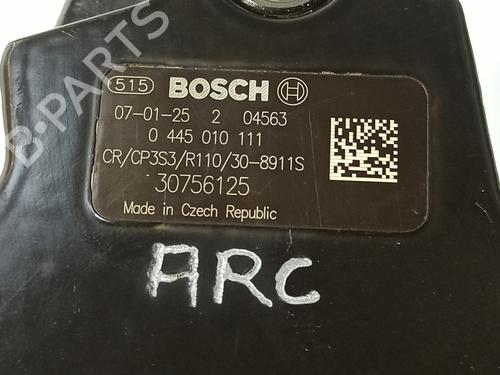 515 BOSCH
07-01-25 2 04563
0 445 010 111
CR/CP3S3/R110/30-8911S
30756125
Made in Czech Republic
ARC
B-PARTS